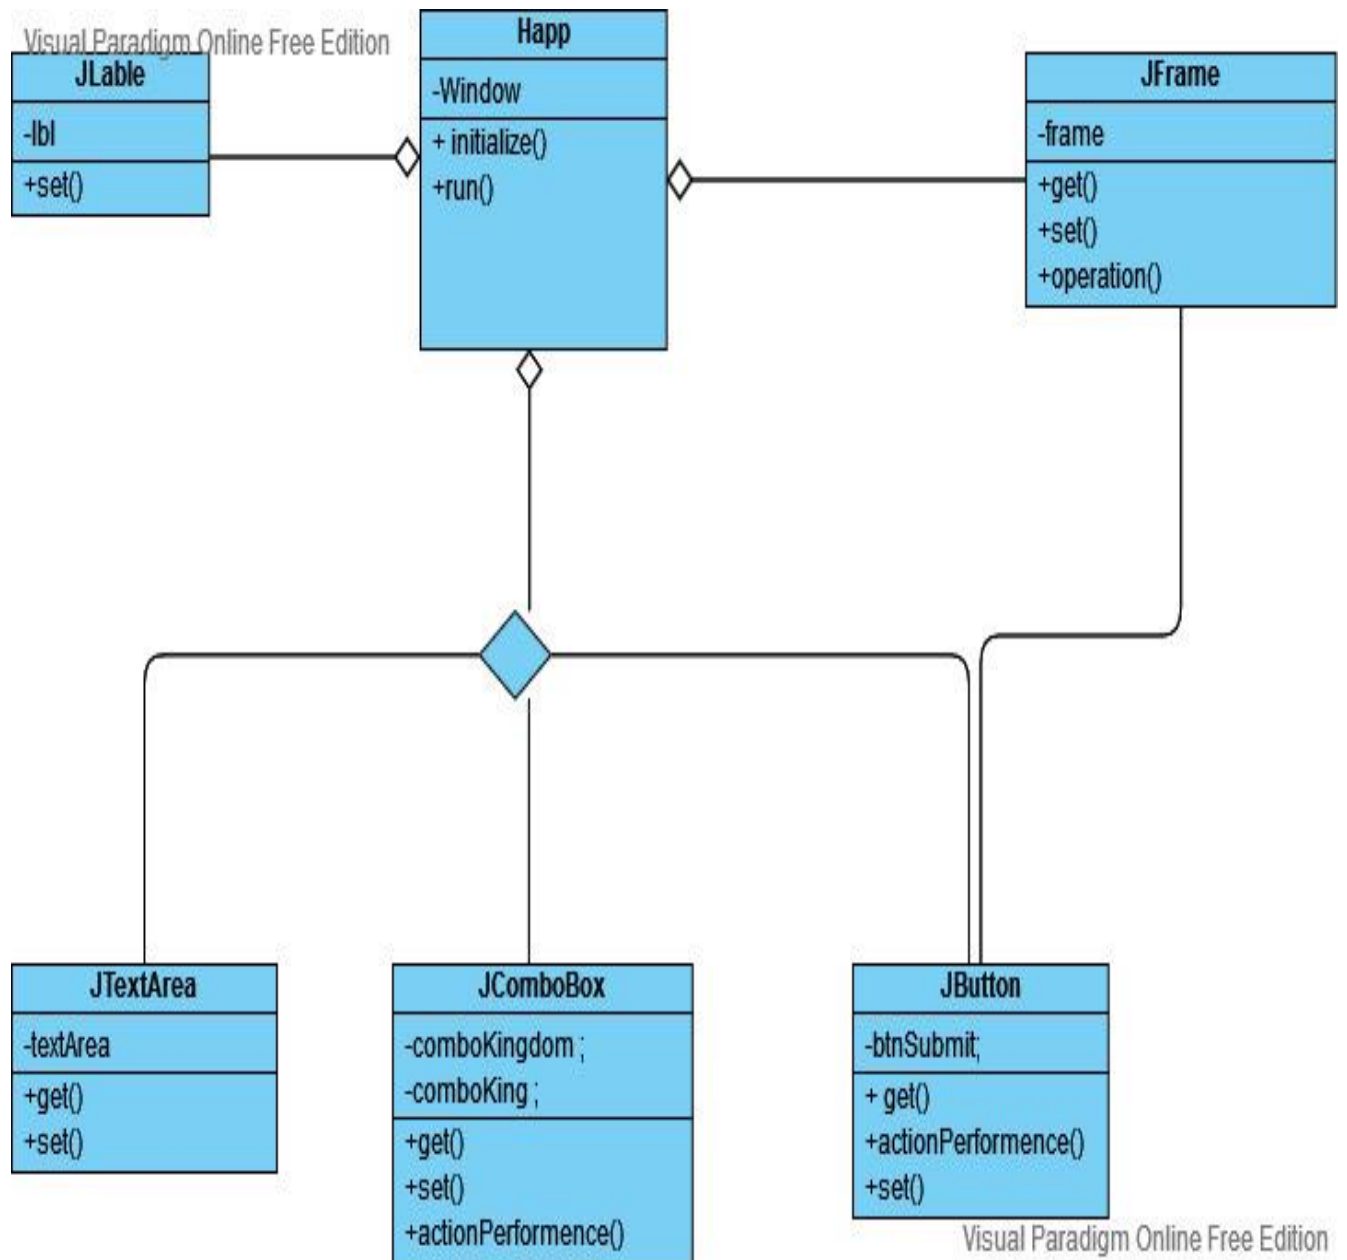 Visual Paradigm Online Free Edition
JLable
-lbl
+set()
Happ
-Window
+ initialize()
+run()
JFrame
-frame
+get()
+set()
+operation()
JTextArea
-textArea
+get()
+set()
JComboBox
-comboKingdom ;
-comboKing ;
+get()
+set()
+actionPerformence()
JButton
-btnSubmit;
+ get()
+actionPerformence()
+set()
Visual Paradigm Online Free Edition